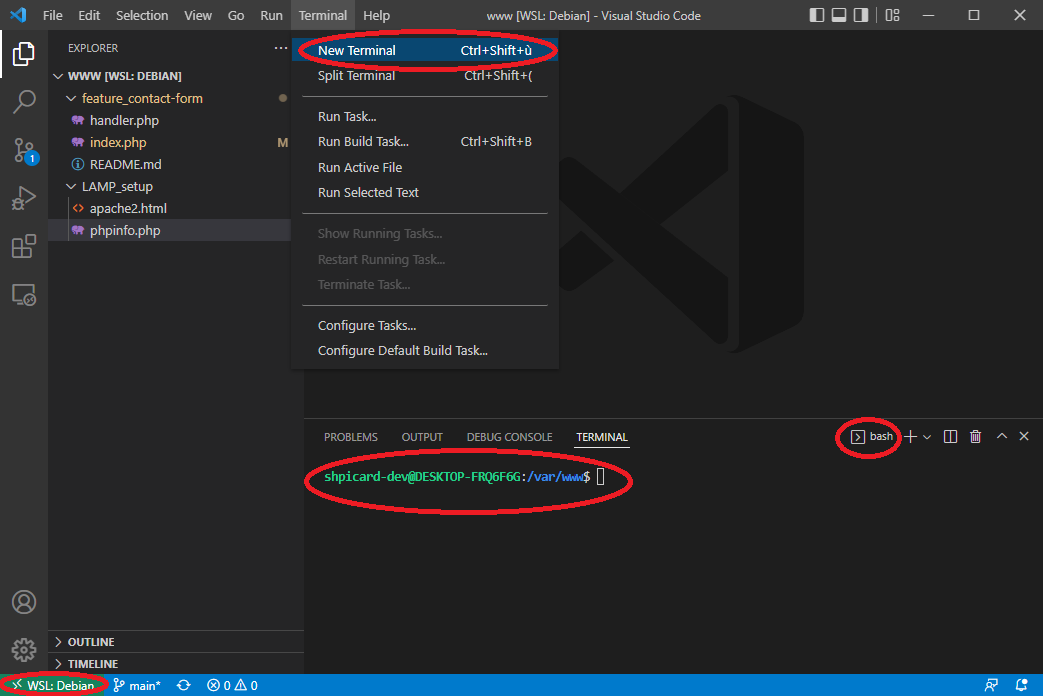 File Edit Selection View Go Run Terminal Help www [WSL: Debian] - Visual Studio Code
EXPLORER ...
WWW [WSL: DEBIAN]
feature_contact-form
handler.php
index.php M
README.md
LAMP_setup
apache2.html
phpinfo.php
OUTLINE
TIMELINE
1
New Terminal Ctrl+Shift+ù
Split Terminal Ctrl+Shift+(
Run Task...
Run Build Task... Ctrl+Shift+B
Run Active File
Run Selected Text
Show Running Tasks...
Restart Running Task...
Terminate Task...
Configure Tasks...
Configure Default Build Task...
PROBLEMS OUTPUT DEBUG CONSOLE TERMINAL bash
shpicard-dev@DESKTOP-FRQ6F6G:/var/www$
WSL: Debian main* 0 0